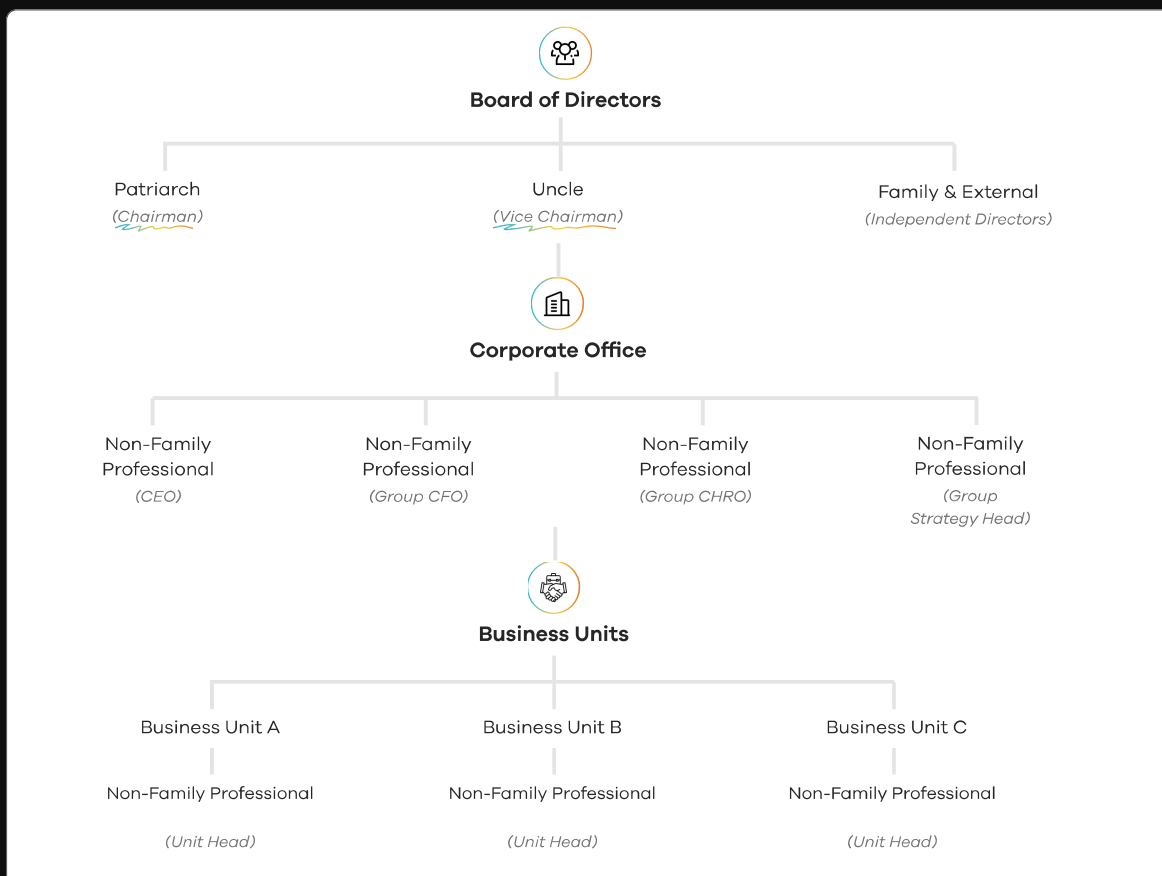 Board of Directors
Patriarch
(Chairman)
Uncle
(Vice Chairman)
Family & External
(Independent Directors)
Corporate Office
Non-Family
Professional
(CEO)
Non-Family
Professional
(Group CFO)
Non-Family
Professional
(Group CHRO)
Non-Family
Professional
(Group
Strategy Head)
Business Units
Business Unit A
Non-Family Professional
(Unit Head)
Business Unit B
Non-Family Professional
(Unit Head)
Business Unit C
Non-Family Professional
(Unit Head)